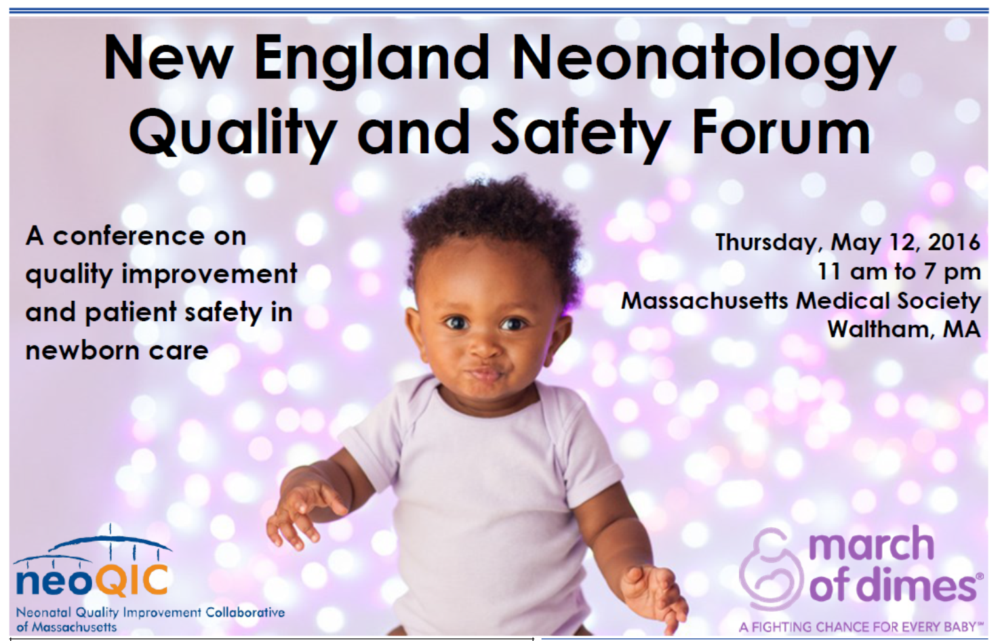 New England Neonatology
Quality and Safety Forum
A conference on
quality improvement
and patient safety in
newborn care
Thursday, May 12, 2016
11 am to 7 pm
Massachusetts Medical Society
Waltham, MA
neoQIC
Neonatal Quality Improvement Collaborative
of Massachusetts
march
of dimes®
A FIGHTING CHANCE FOR EVERY BABY℠